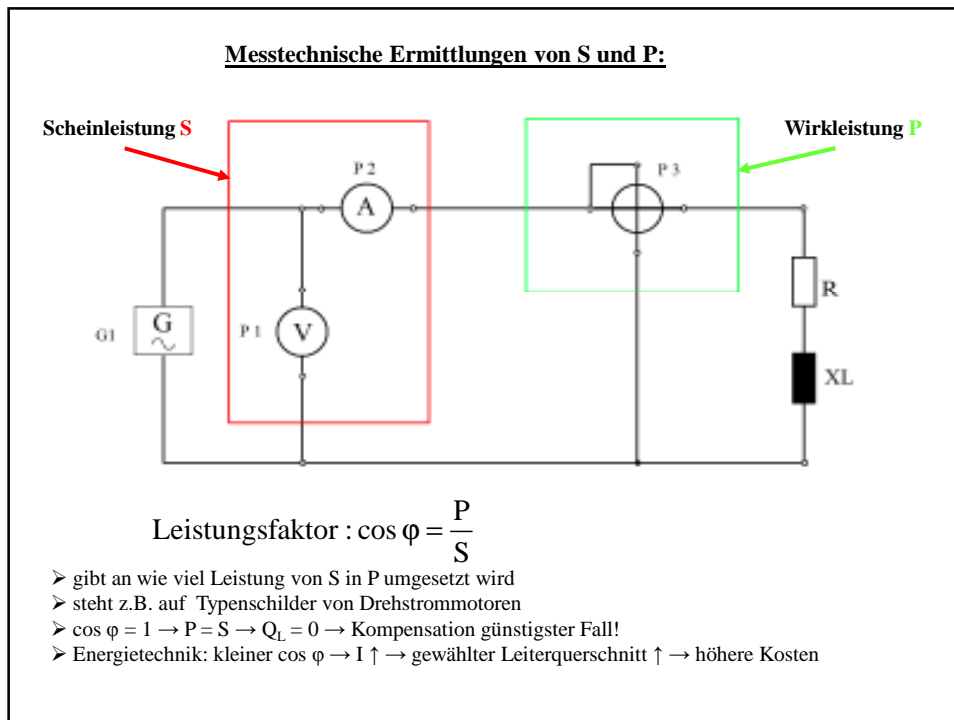 Messtechnische Ermittlungen von S und P:
Scheinleistung S
Wirkleistung P
P 2
P 3
A
G1
G
P 1
V
R
XL
Leistungsfaktor : cos φ = P/S
➢ gibt an wie viel Leistung von S in P umgesetzt wird
➢ steht z.B. auf Typenschilder von Drehstrommotoren
➢ cos φ = 1 → P = S → Q_L = 0 → Kompensation günstigster Fall!
➢ Energietechnik: kleiner cos φ → I ↑ → gewählter Leiterquerschnitt ↑ → höhere Kosten